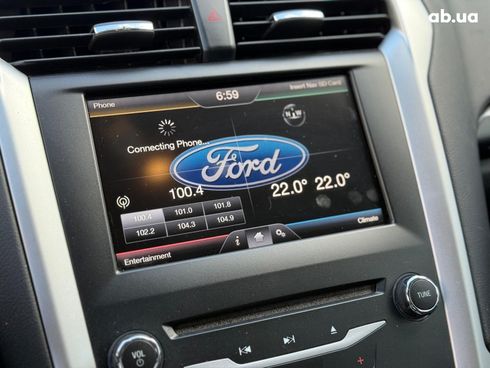 ab.ua
Phone
6:59
Insert Nav SD Card
N W
Connecting Phone...
Ford
100.4
22.0° 22.0°
100.4 101.0 101.8
102.2 104.3 104.9
Climate
Entertainment
i
TUNE
VOL